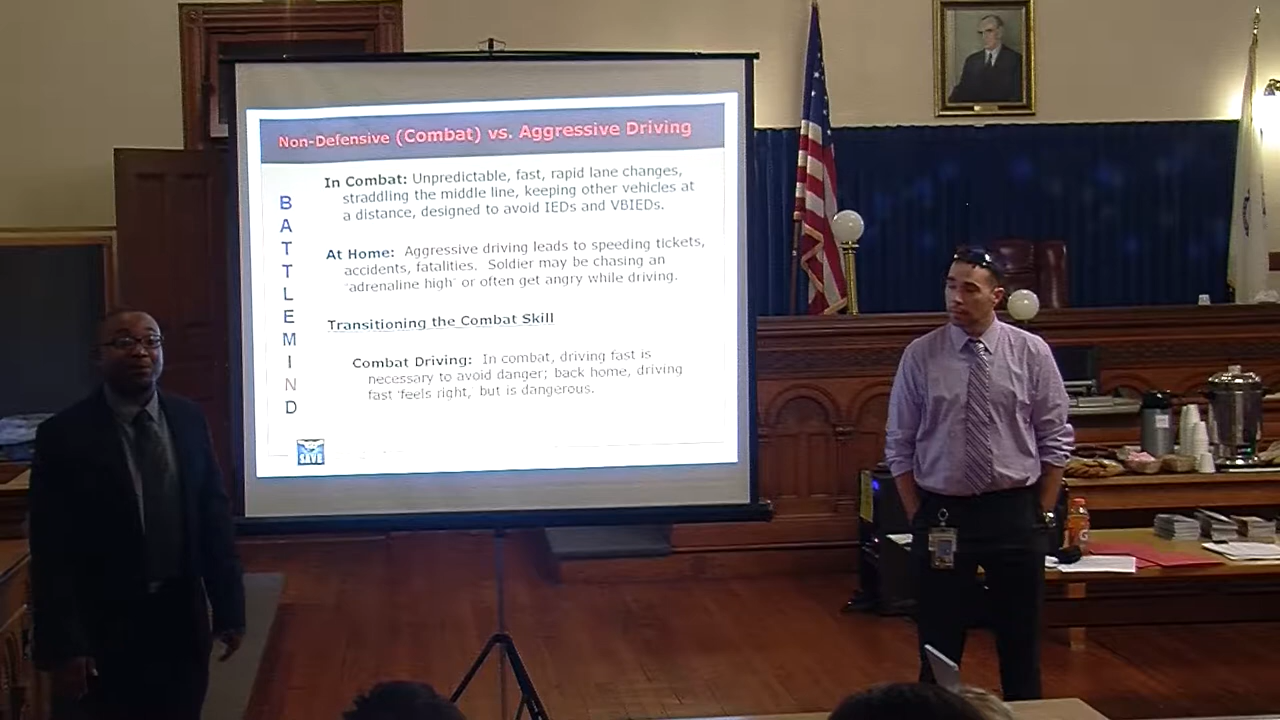 Non-Defensive (Combat) vs. Aggressive Driving
BATTLEMIND
In Combat: Unpredictable, fast, rapid lane changes,
straddling the middle line, keeping other vehicles at
a distance, designed to avoid IEDs and VBIEDs.
At Home: Aggressive driving leads to speeding tickets,
accidents, fatalities. Soldier may be chasing an
'adrenaline high' or often get angry while driving.
Transitioning the Combat Skill
Combat Driving: In combat, driving fast is
necessary to avoid danger; back home, driving
fast 'feels right,' but is dangerous.
SAVE